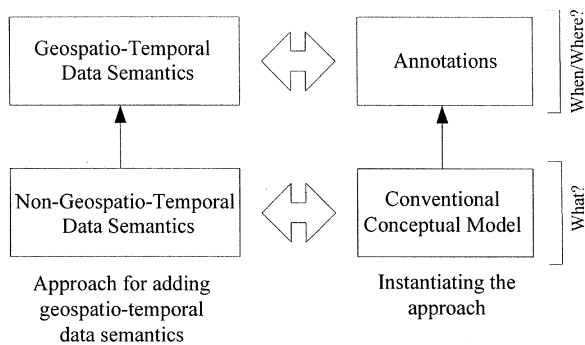 Geospatio-Temporal
Data Semantics
Annotations
When/Where?
Non-Geospatio-Temporal
Data Semantics
Conventional
Conceptual Model
What?
Approach for adding
geospatio-temporal
data semantics
Instantiating the
approach